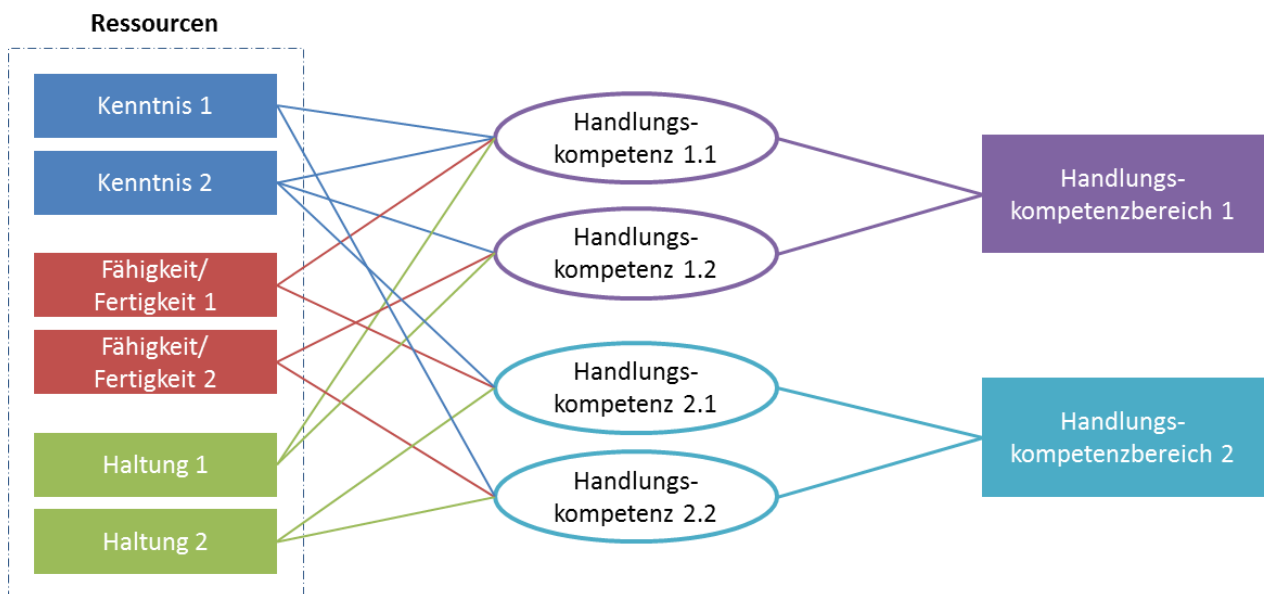 Ressourcen
Kenntnis 1
Kenntnis 2
Fähigkeit/
Fertigkeit 1
Fähigkeit/
Fertigkeit 2
Haltung 1
Haltung 2
Handlungs-
kompetenz 1.1
Handlungs-
kompetenz 1.2
Handlungs-
kompetenz 2.1
Handlungs-
kompetenz 2.2
Handlungs-
kompetenzbereich 1
Handlungs-
kompetenzbereich 2